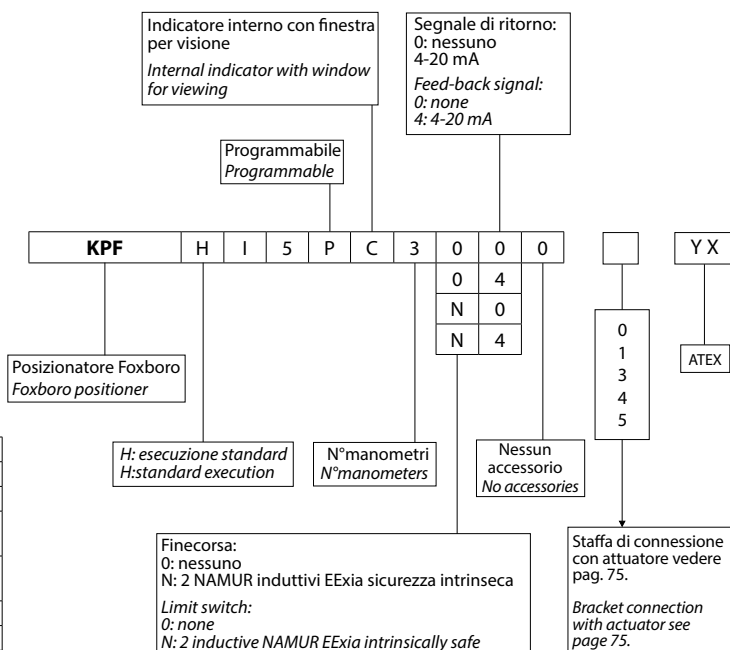 Indicatore interno con finestra
per visione
Internal indicator with window
for viewing
Segnale di ritorno:
0: nessuno
4-20 mA
Feed-back signal:
0: none
4: 4-20 mA
Programmabile
Programmable
KPF H I 5 P C 3 0 0 0 Y X
0 4
N 0
N 4
0
1
3
4
5
ATEX
Posizionatore Foxboro
Foxboro positioner
H: esecuzione standard
H:standard execution
N°manometri
N°manometers
Nessun
accessorio
No accessories
Finecorsa:
0: nessuno
N: 2 NAMUR induttivi EExia sicurezza intrinseca
Limit switch:
0: none
N: 2 inductive NAMUR EExia intrinsically safe
Staffa di connessione
con attuatore vedere
pag. 75.
Bracket connection
with actuator see
page 75.